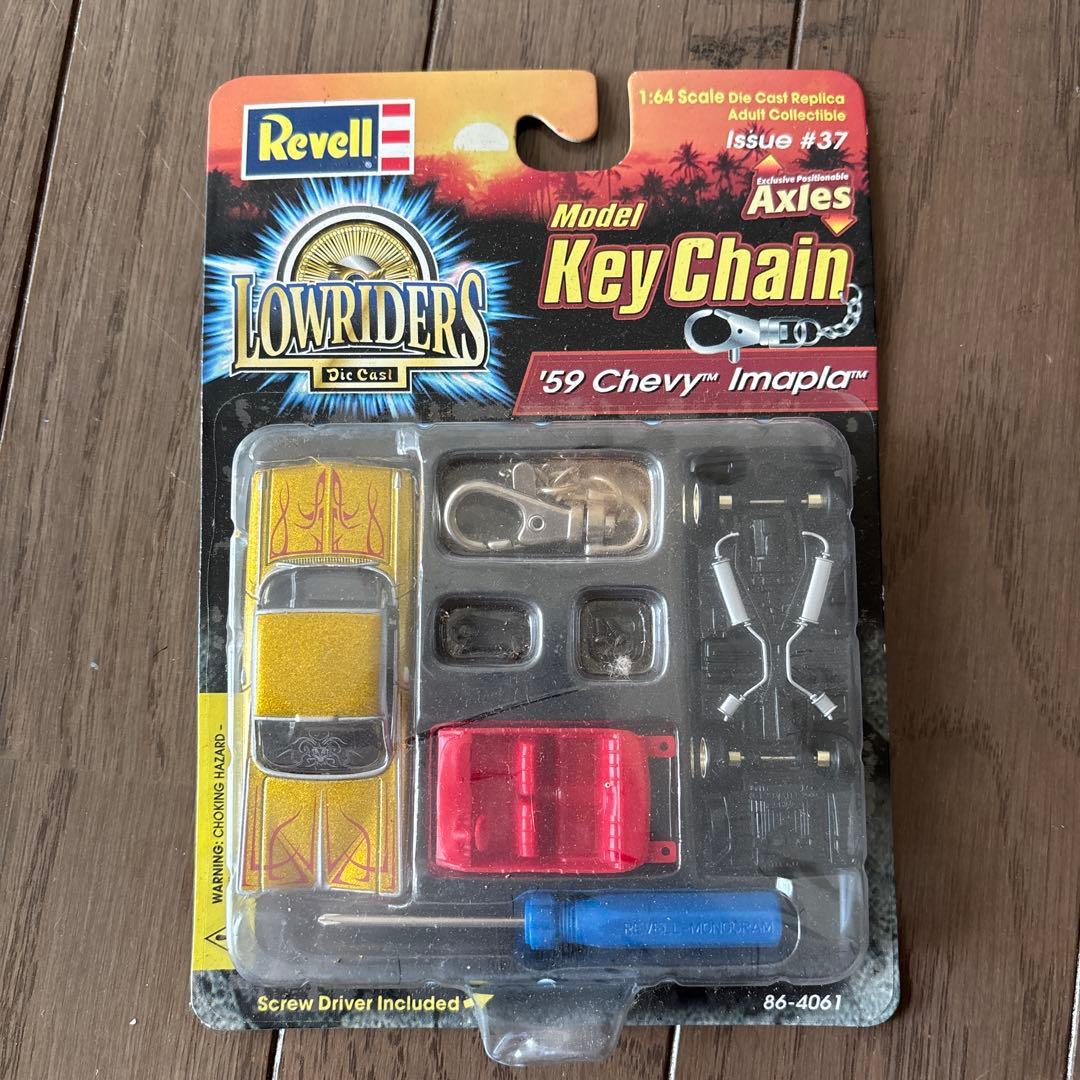 Revell
1:64 Scale Die Cast Replica
Adult Collectible
Issue #37
Exclusive Positionable
Axles
Model
Key Chain
LOWRIDERS
Die Cast
'59 Chevy™ Imapla™
WARNING: CHOKING HAZARD -
REVELL-MONOGRAM
Screw Driver Included
86-4061